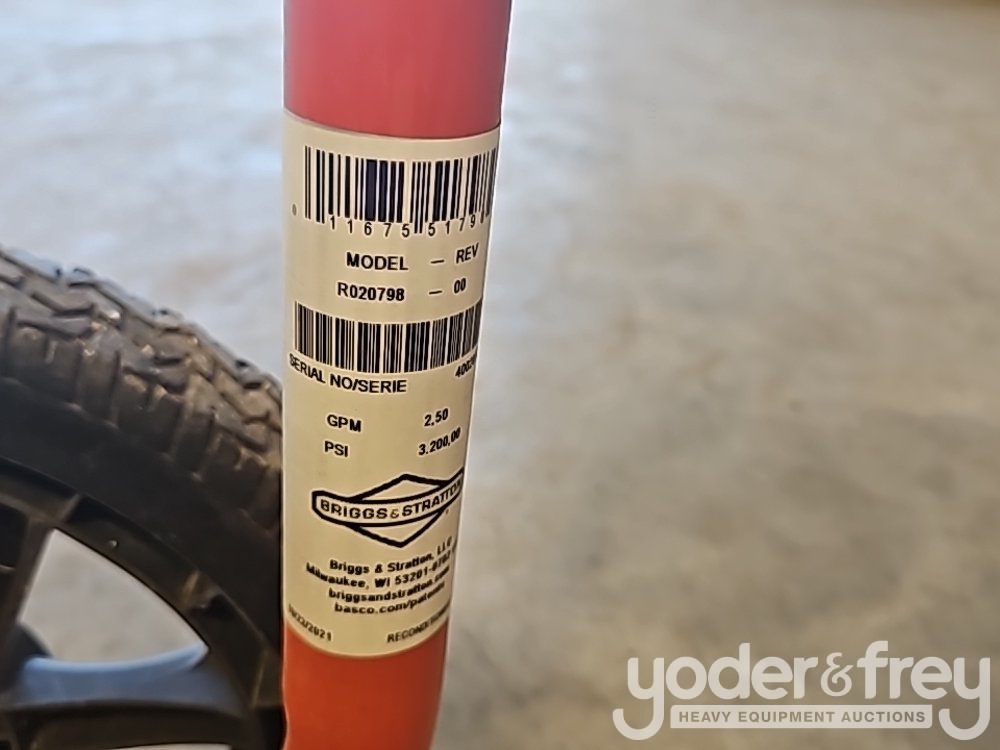 0 11675 5179
MODEL – REV
R020798 – 00
SERIAL NO/SERIE
GPM 2,50
PSI 3.200,00
BRIGGS & STRATTON
Briggs & Stratton,
Milwaukee, WI
briggsandstratton.com
basco.com/patents
yoder&frey
HEAVY EQUIPMENT AUCTIONS